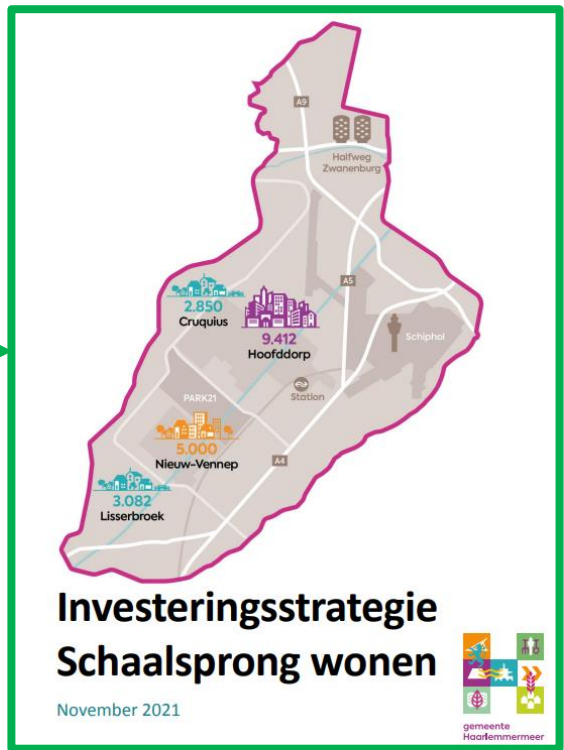 A9
Halfweg
Zwanenburg
A5
2.850
Cruquius
9.412
Hoofddorp
Schiphol
Station
PARK21
5.000
Nieuw-Vennep
A4
3.082
Lisserbroek
Investeringsstrategie
Schaalsprong wonen
November 2021
gemeente
Haarlemmermeer